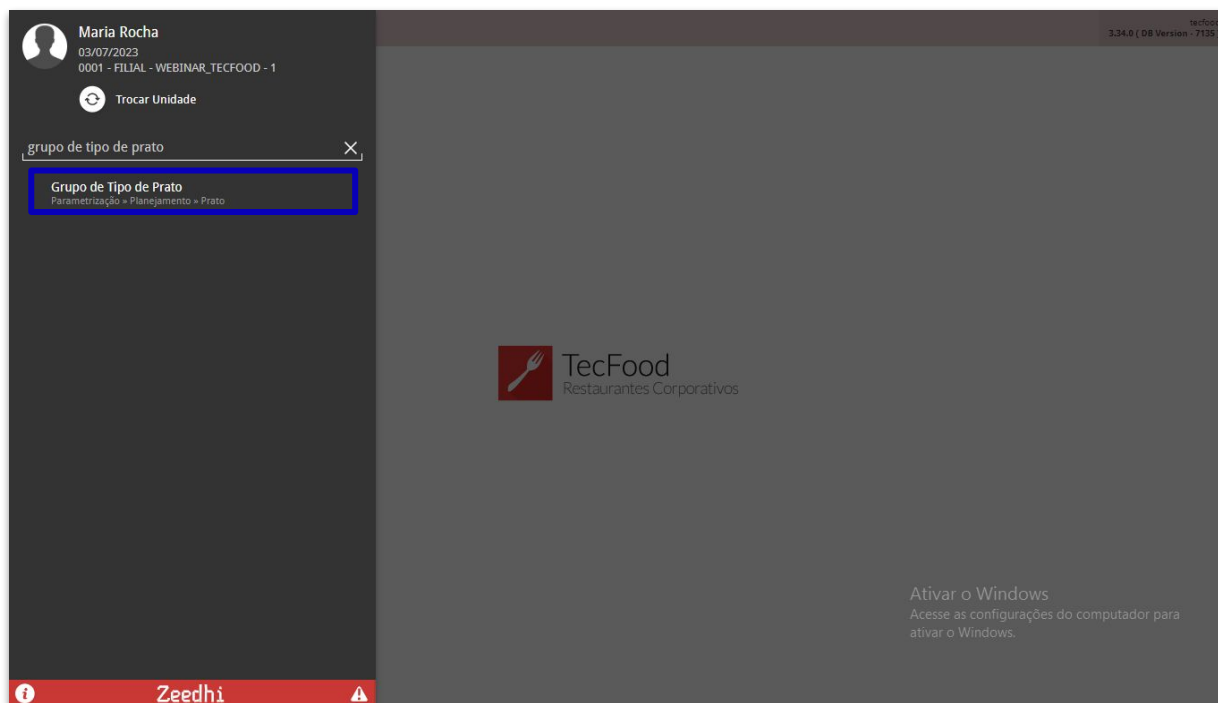 Maria Rocha
03/07/2023
0001 - FILIAL - WEBINAR_TECFOOD - 1
Trocar Unidade
grupo de tipo de prato
Grupo de Tipo de Prato
Parametrização » Planejamento » Prato
tecfood
3.34.0 ( DB Version - 7135
TecFood
Restaurantes Corporativos
Ativar o Windows
Acesse as configurações do computador para
ativar o Windows.
Zeedhi